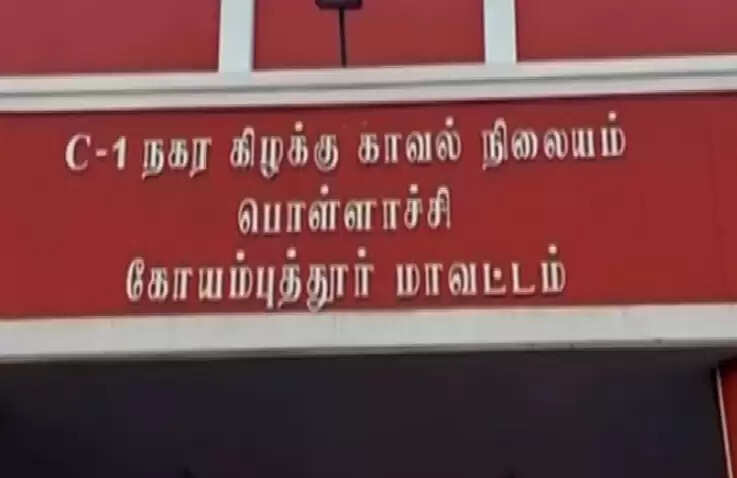 C-1 நகர கிழக்கு காவல் நிலையம்
பொள்ளாச்சி
கோயம்புத்தூர் மாவட்டம்